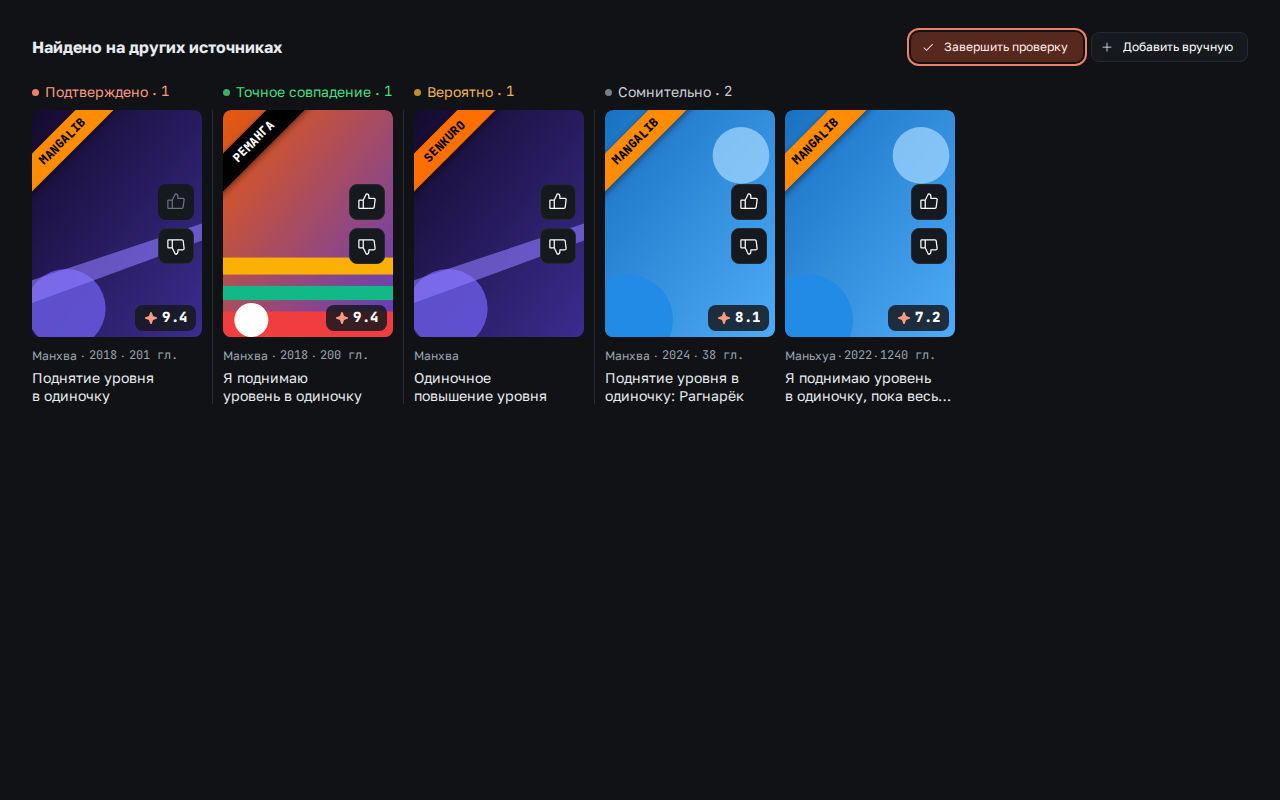 Найдено на других источниках
Завершить проверку
Добавить вручную
Подтверждено · 1
Точное совпадение · 1
Вероятно · 1
Сомнительно · 2
MANGALIB
РЕМАНГА
SENKURO
MANGALIB
MANGALIB
9.4
9.4
8.1
7.2
Манхва · 2018 · 201 гл.
Поднятие уровня
в одиночку
Манхва · 2018 · 200 гл.
Я поднимаю
уровень в одиночку
Манхва
Одиночное
повышение уровня
Манхва · 2024 · 38 гл.
Поднятие уровня в
одиночку: Рагнарёк
Маньхуа · 2022 · 1240 гл.
Я поднимаю уровень
в одиночку, пока весь…